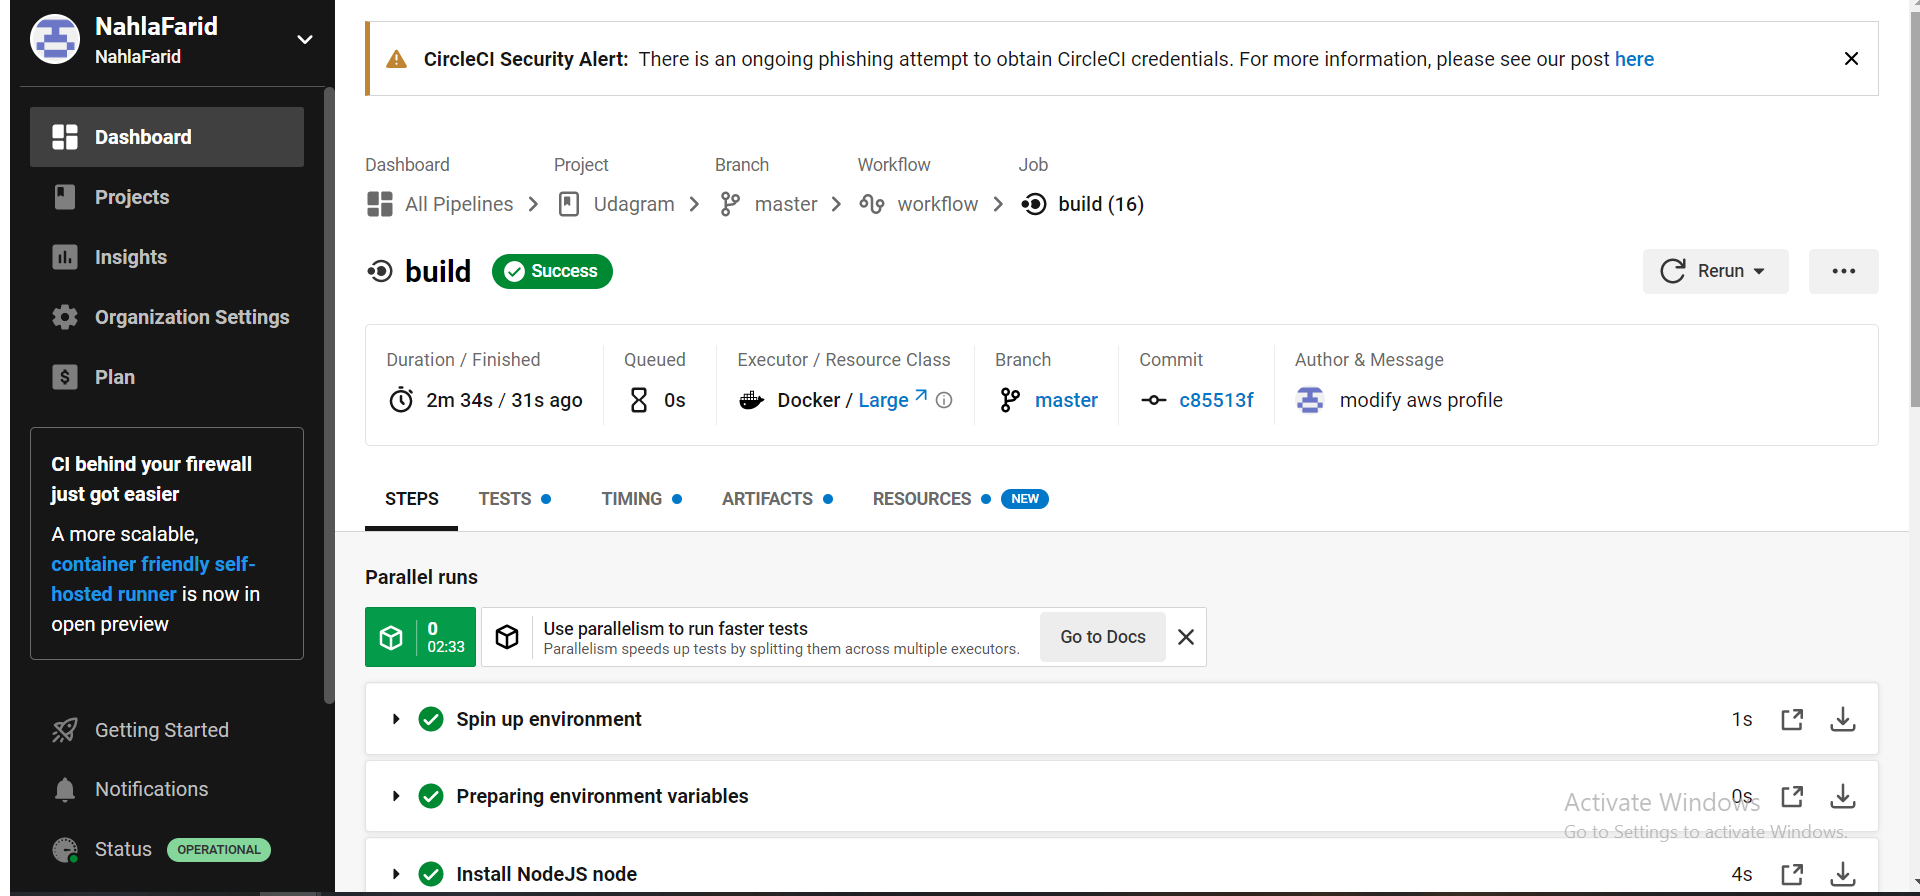 NahlaFarid
NahlaFarid
Dashboard
Projects
Insights
Organization Settings
Plan
CI behind your firewall
just got easier
A more scalable,
container friendly self-
hosted runner is now in
open preview
Getting Started
Notifications
Status OPERATIONAL
CircleCI Security Alert: There is an ongoing phishing attempt to obtain CircleCI credentials. For more information, please see our post here
Dashboard Project Branch Workflow Job
All Pipelines Udagram master workflow build (16)
build Success
Rerun
Duration / Finished Queued Executor / Resource Class Branch Commit Author & Message
2m 34s / 31s ago 0s Docker / Large master c85513f modify aws profile
STEPS TESTS TIMING ARTIFACTS RESOURCES NEW
Parallel runs
0
02:33
Use parallelism to run faster tests
Parallelism speeds up tests by splitting them across multiple executors.
Go to Docs
Spin up environment 1s
Preparing environment variables 0s
Activate Windows
Go to Settings to activate Windows.
Install NodeJS node 4s